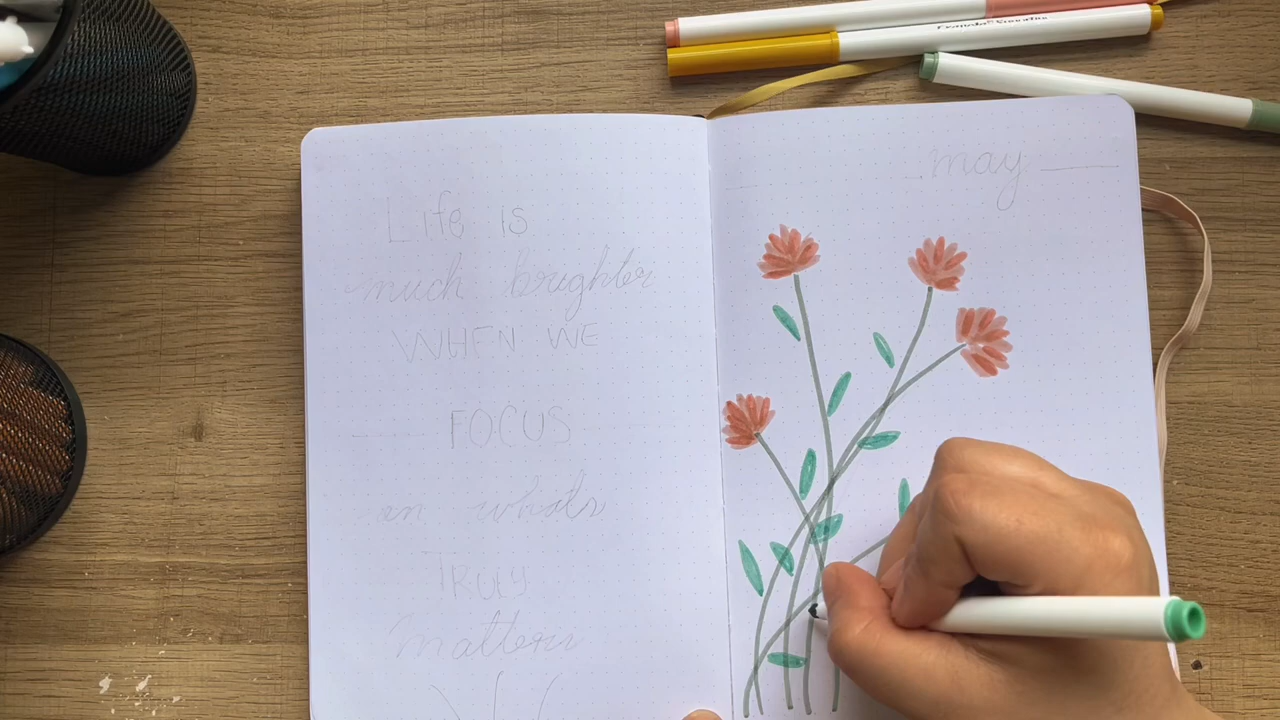 Life is
much brighter
WHEN WE
FOCUS
on whats
TRULY
matters
may